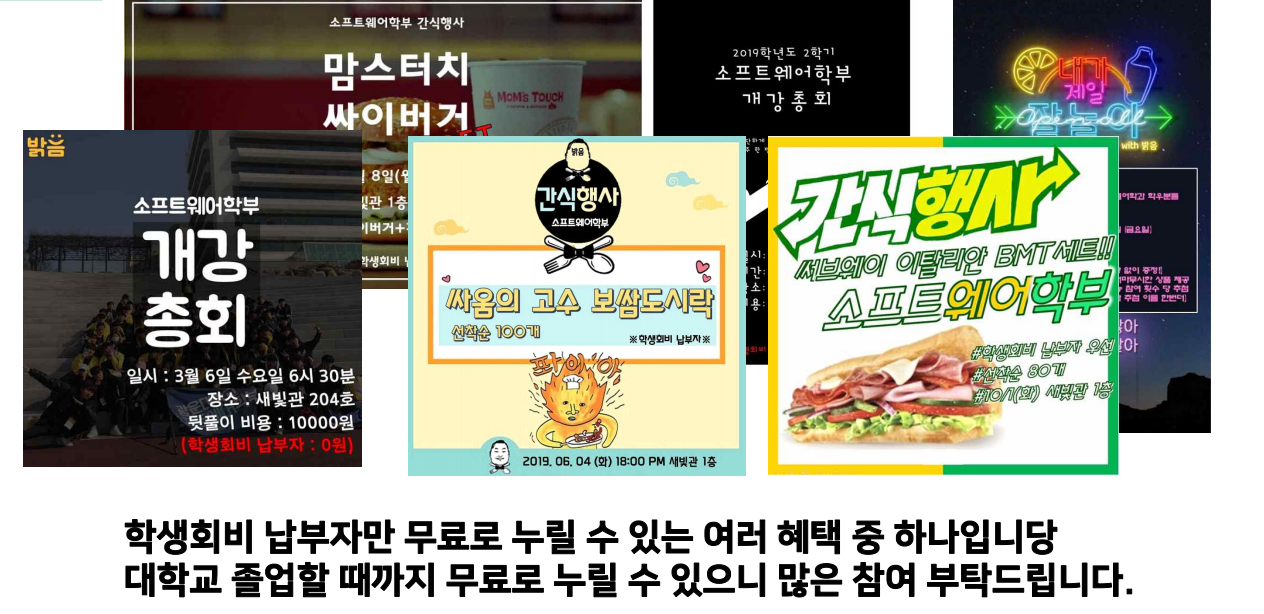 소프트웨어학부 간식행사
맘스터치
싸이버거
MOM'S TOUCH
2019학년도 2학기
소프트웨어학부
개강총회
내가
제일
잘놀아
Open all
with 밝음
밝음
소프트웨어학부
개강
총회
일시 : 3월 6일 수요일 6시 30분
장소 : 새빛관 204호
뒷풀이 비용 : 10000원
(학생회비 납부자 : 0원)
밝음
간식행사
소프트웨어학부
싸움의 고수 보쌈도시락
선착순 100개
※학생회비 납부자※
파이야
2019. 06. 04 (화) 18:00 PM 새빛관 1층
간식행사
써브웨이 이탈리안 BMT세트!!
소프트웨어학부
#학생회비 납부자 우선
#선착순 80개
#10/1(화) 새빛관 1층
학생회비 납부자만 무료로 누릴 수 있는 여러 혜택 중 하나입니당
대학교 졸업할 때까지 무료로 누릴 수 있으니 많은 참여 부탁드립니다.